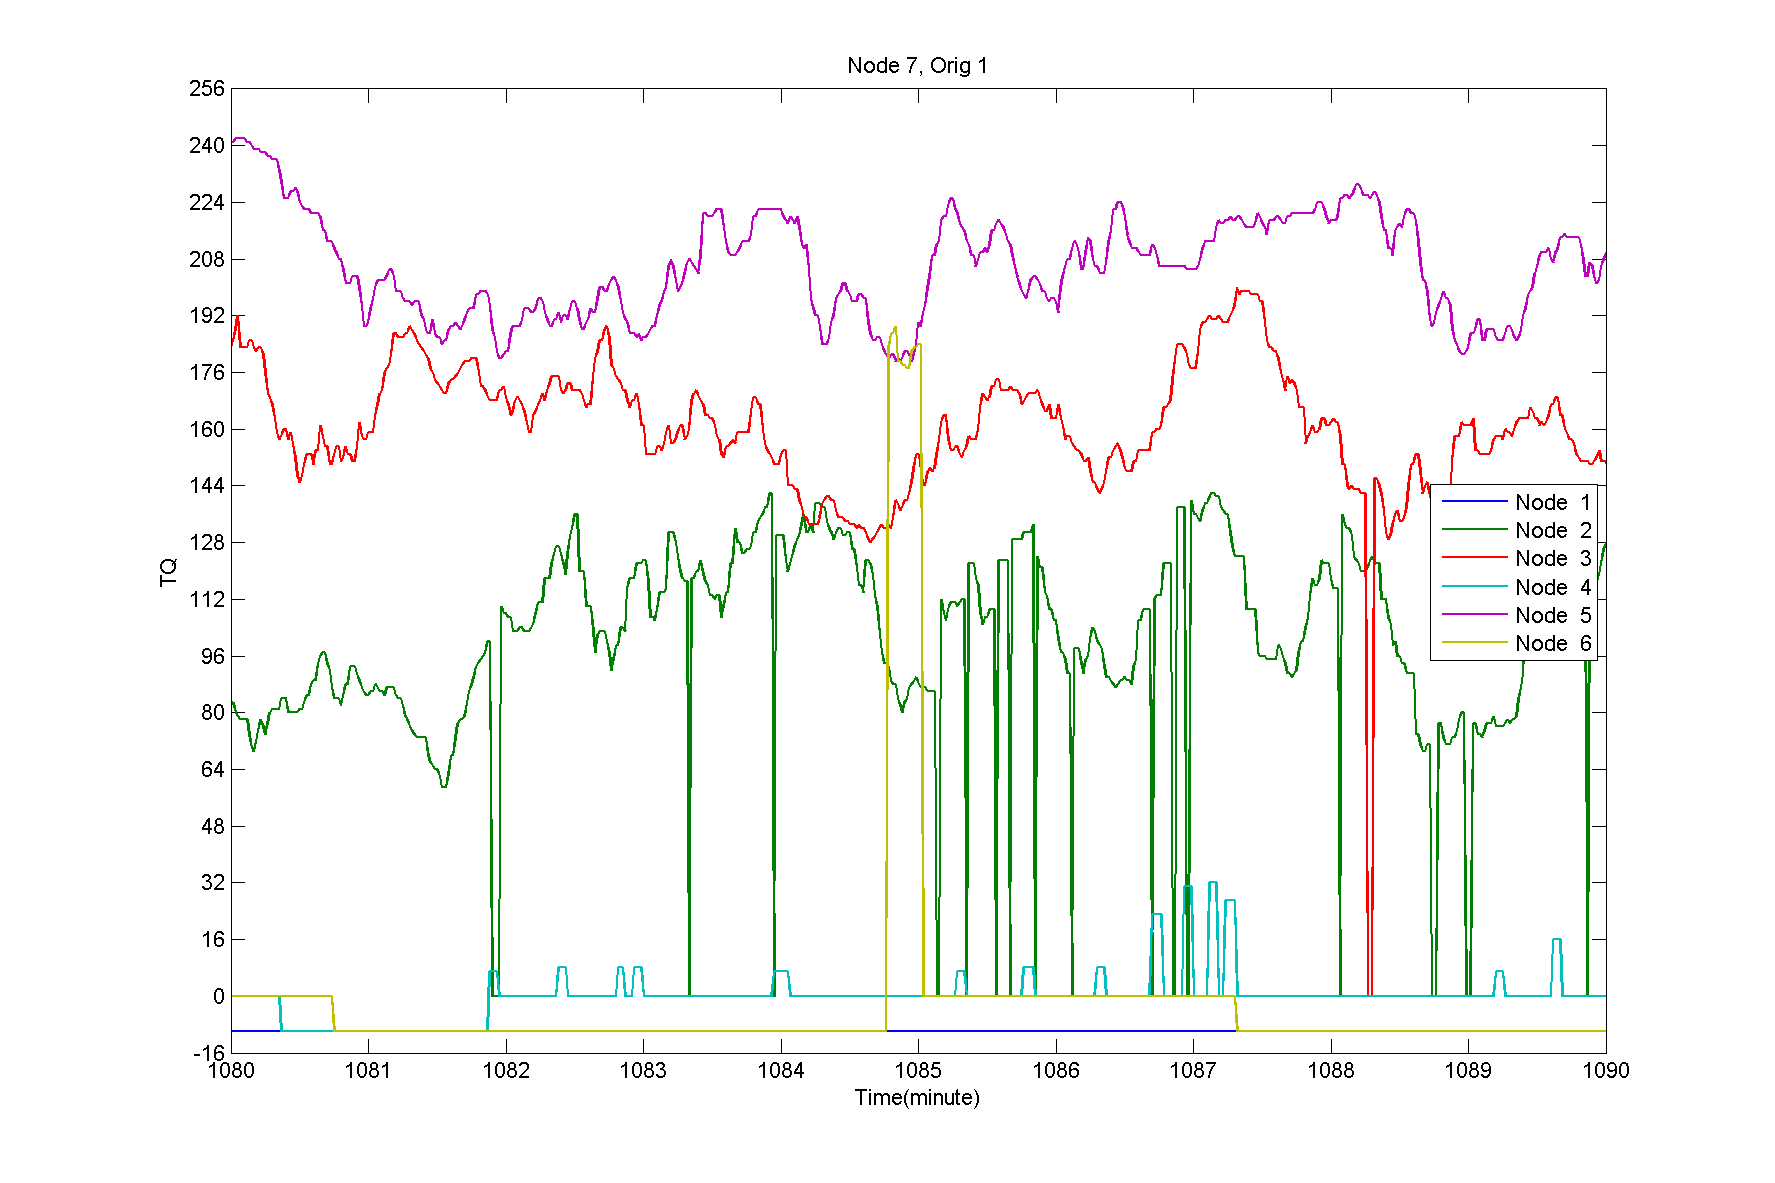 Node 7, Orig 1
256
240
224
208
192
176
160
144
128
112
96
80
64
48
32
16
0
-16
TQ
Node 1
Node 2
Node 3
Node 4
Node 5
Node 6
1080 1081 1082 1083 1084 1085 1086 1087 1088 1089 1090
Time(minute)